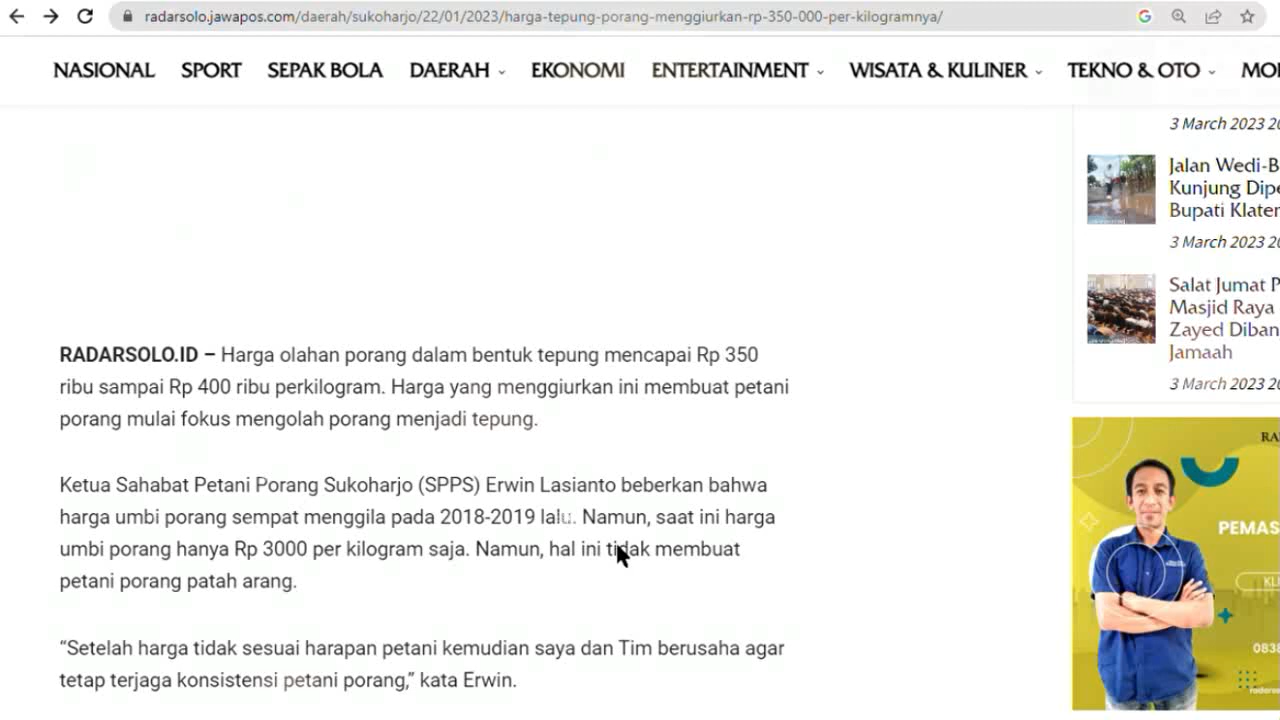 radarsolo.jawapos.com/daerah/sukoharjo/22/01/2023/harga-tepung-porang-menggiurkan-rp-350-000-per-kilogramnya/
NASIONAL SPORT SEPAK BOLA DAERAH EKONOMI ENTERTAINMENT WISATA & KULINER TEKNO & OTO
RADARSOLO.ID – Harga olahan porang dalam bentuk tepung mencapai Rp 350
ribu sampai Rp 400 ribu perkilogram. Harga yang menggiurkan ini membuat petani
porang mulai fokus mengolah porang menjadi tepung.
Ketua Sahabat Petani Porang Sukoharjo (SPPS) Erwin Lasianto beberkan bahwa
harga umbi porang sempat menggila pada 2018-2019 lalu. Namun, saat ini harga
umbi porang hanya Rp 3000 per kilogram saja. Namun, hal ini tidak membuat
petani porang patah arang.
“Setelah harga tidak sesuai harapan petani kemudian saya dan Tim berusaha agar
tetap terjaga konsistensi petani porang,” kata Erwin.
3 March 2023
Jalan Wedi-B
Kunjung Dipe
Bupati Klaten
3 March 2023
Salat Jumat P
Masjid Raya
Zayed Diban
Jamaah
3 March 2023
RA
PEMAS
KL
0838